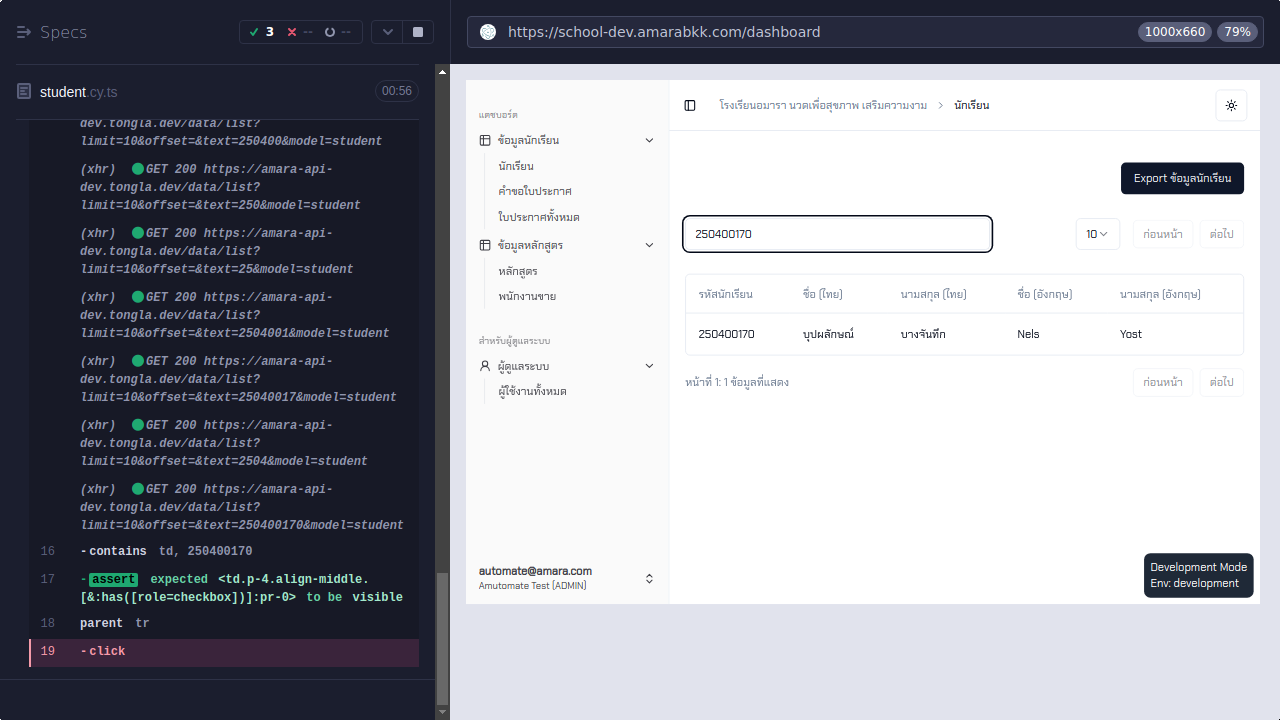 Specs
3 -- --
student.cy.ts 00:56
dev.tongla.dev/data/list?
limit=10&offset=&text=250400&model=student
(xhr) GET 200 https://amara-api-
dev.tongla.dev/data/list?
limit=10&offset=&text=250&model=student
(xhr) GET 200 https://amara-api-
dev.tongla.dev/data/list?
limit=10&offset=&text=25&model=student
(xhr) GET 200 https://amara-api-
dev.tongla.dev/data/list?
limit=10&offset=&text=2504001&model=student
(xhr) GET 200 https://amara-api-
dev.tongla.dev/data/list?
limit=10&offset=&text=25040017&model=student
(xhr) GET 200 https://amara-api-
dev.tongla.dev/data/list?
limit=10&offset=&text=2504&model=student
(xhr) GET 200 https://amara-api-
dev.tongla.dev/data/list?
limit=10&offset=&text=250400170&model=student
16 -contains td, 250400170
17 -assert expected <td.p-4.align-middle.
[&:has([role=checkbox])]:pr-0> to be visible
18 parent tr
19 -click
https://school-dev.amarabkk.com/dashboard 1000x660 79%
แดชบอร์ด
ข้อมูลนักเรียน
นักเรียน
คำขอใบประกาศ
ใบประกาศทั้งหมด
ข้อมูลหลักสูตร
หลักสูตร
พนักงานขาย
สำหรับผู้ดูแลระบบ
ผู้ดูแลระบบ
ผู้ใช้งานทั้งหมด
automate@amara.com
Amutomate Test (ADMIN)
โรงเรียนอมารา นวดเพื่อสุขภาพ เสริมความงาม > นักเรียน
Export ข้อมูลนักเรียน
250400170 10 ก่อนหน้า ต่อไป
รหัสนักเรียน ชื่อ (ไทย) นามสกุล (ไทย) ชื่อ (อังกฤษ) นามสกุล (อังกฤษ)
250400170 บุปผลักษณ์ บางจันทึก Nels Yost
หน้าที่ 1: 1 ข้อมูลที่แสดง ก่อนหน้า ต่อไป
Development Mode
Env: development